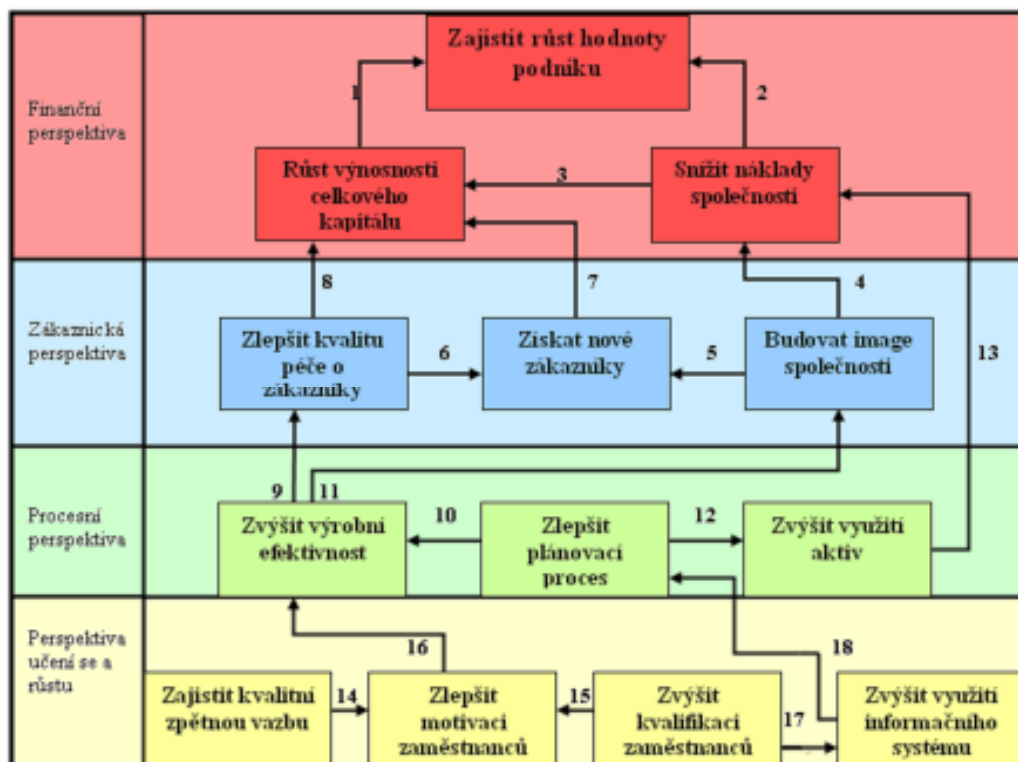 Zajistit růst hodnoty
podniku
1
2
Finanční
perspektiva
Růst výnosnosti
celkového
kapitálu
3
Snížit náklady
společnosti
8
7
4
Zákaznická
perspektiva
Zlepšit kvalitu
péče o
zákazníky
6
Získat nové
zákazníky
5
Budovat image
společnosti
13
9
11
Procesní
perspektiva
Zvýšit výrobní
efektivnost
10
Zlepšit
plánovací
proces
12
Zvýšit využití
aktiv
Perspektiva
učení se a
růstu
16
18
Zajistit kvalitní
zpětnou vazbu
14
Zlepšit
motivaci
zaměstnanců
15
Zvýšit
kvalifikaci
zaměstnanců
17
Zvýšit využití
informačního
systému